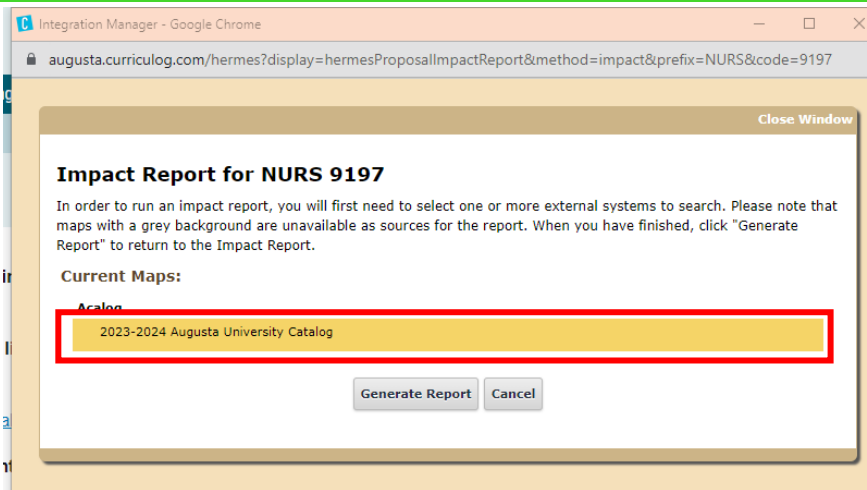 Integration Manager - Google Chrome
augusta.curriculog.com/hermes?display=hermesProposalImpactReport&method=impact&prefix=NURS&code=9197
Close Window
Impact Report for NURS 9197
In order to run an impact report, you will first need to select one or more external systems to search. Please note that
maps with a grey background are unavailable as sources for the report. When you have finished, click "Generate
Report" to return to the Impact Report.
Current Maps:
Acalog
2023-2024 Augusta University Catalog
Generate Report Cancel